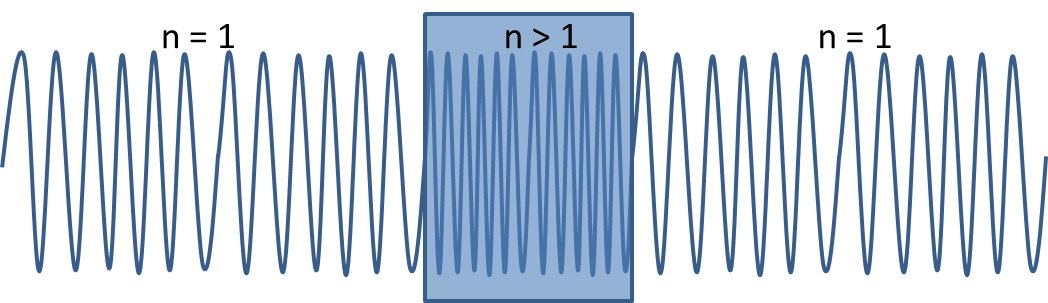 n = 1
n > 1
n = 1